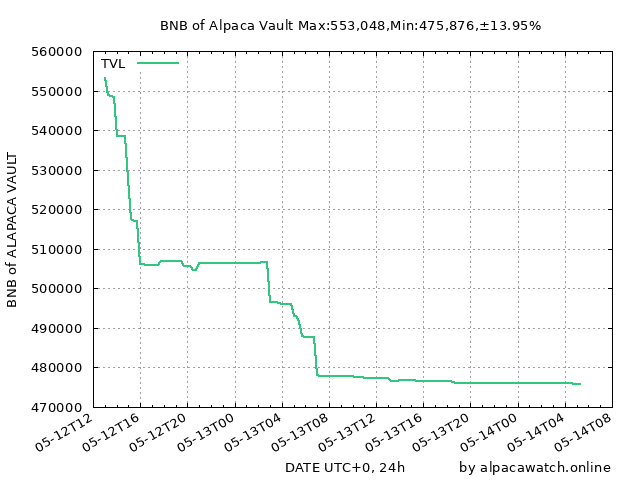 BNB of Alpaca Vault Max:553,048,Min:475,876,±13.95%
TVL
BNB of ALAPACA VAULT
560000
550000
540000
530000
520000
510000
500000
490000
480000
470000
05-12T12
05-12T16
05-12T20
05-13T00
05-13T04
05-13T08
05-13T12
05-13T16
05-13T20
05-14T00
05-14T04
05-14T08
DATE UTC+0, 24h
by alpacawatch.online